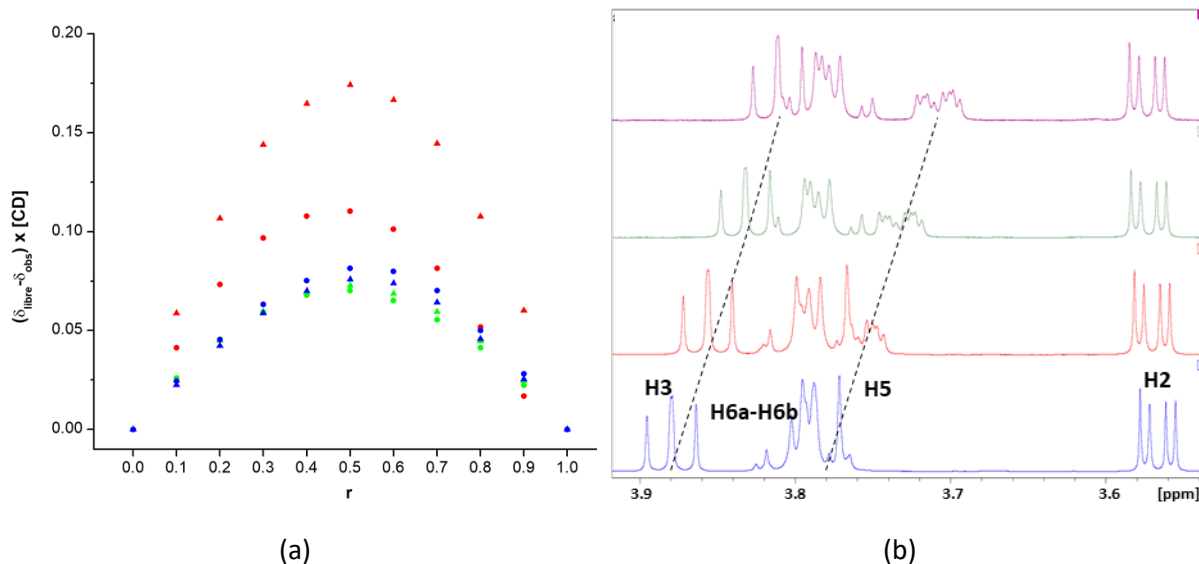 0.20
0.15
0.10
0.05
0.00
(δlibre-δobs) x [CD]
0.0 0.1 0.2 0.3 0.4 0.5 0.6 0.7 0.8 0.9 1.0
r
(a)
H3
H6a-H6b
H5
H2
3.9 3.8 3.7 3.6 [ppm]
(b)